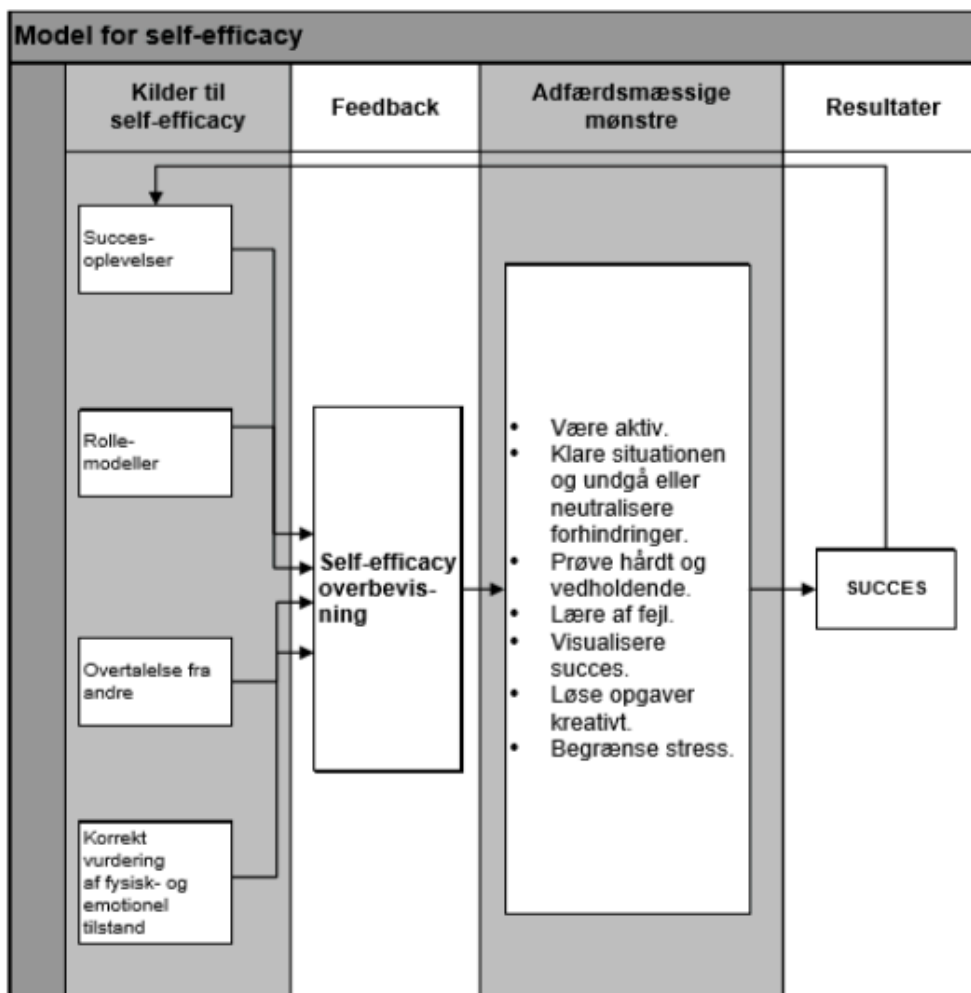 Model for self-efficacy
Kilder til
self-efficacy
Feedback
Adfærdsmæssige
mønstre
Resultater
Succes-
oplevelser
Rolle-
modeller
Overtalelse fra
andre
Korrekt
vurdering
af fysisk- og
emotionel
tilstand
Self-efficacy
overbevis-
ning
• Være aktiv.
• Klare situationen
og undgå eller
neutralisere
forhindringer.
• Prøve hårdt og
vedholdende.
• Lære af fejl.
• Visualisere
succes.
• Løse opgaver
kreativt.
• Begrænse stress.
SUCCES